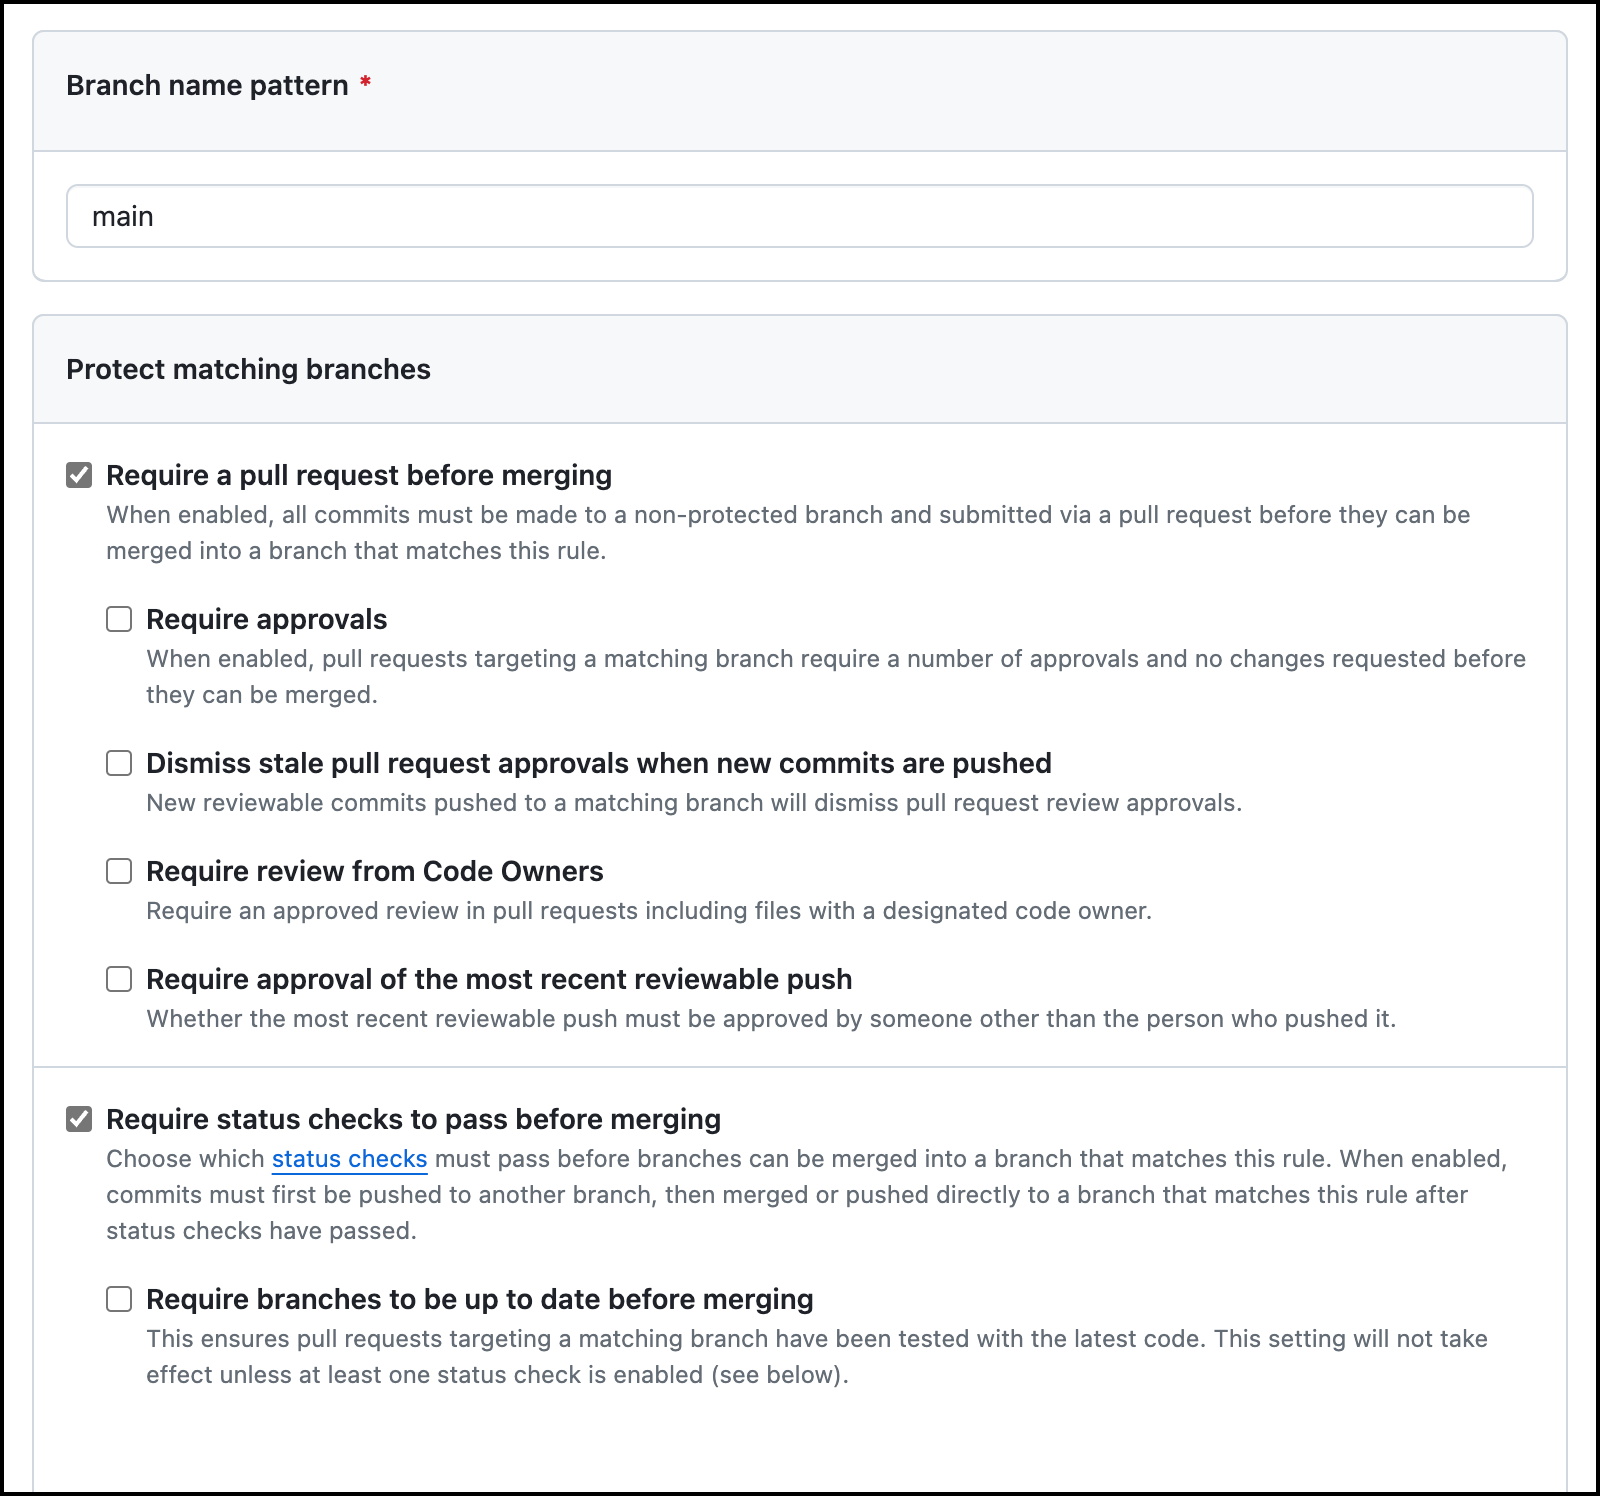 Branch name pattern *
main
Protect matching branches
Require a pull request before merging
When enabled, all commits must be made to a non-protected branch and submitted via a pull request before they can be
merged into a branch that matches this rule.
Require approvals
When enabled, pull requests targeting a matching branch require a number of approvals and no changes requested before
they can be merged.
Dismiss stale pull request approvals when new commits are pushed
New reviewable commits pushed to a matching branch will dismiss pull request review approvals.
Require review from Code Owners
Require an approved review in pull requests including files with a designated code owner.
Require approval of the most recent reviewable push
Whether the most recent reviewable push must be approved by someone other than the person who pushed it.
Require status checks to pass before merging
Choose which status checks must pass before branches can be merged into a branch that matches this rule. When enabled,
commits must first be pushed to another branch, then merged or pushed directly to a branch that matches this rule after
status checks have passed.
Require branches to be up to date before merging
This ensures pull requests targeting a matching branch have been tested with the latest code. This setting will not take
effect unless at least one status check is enabled (see below).